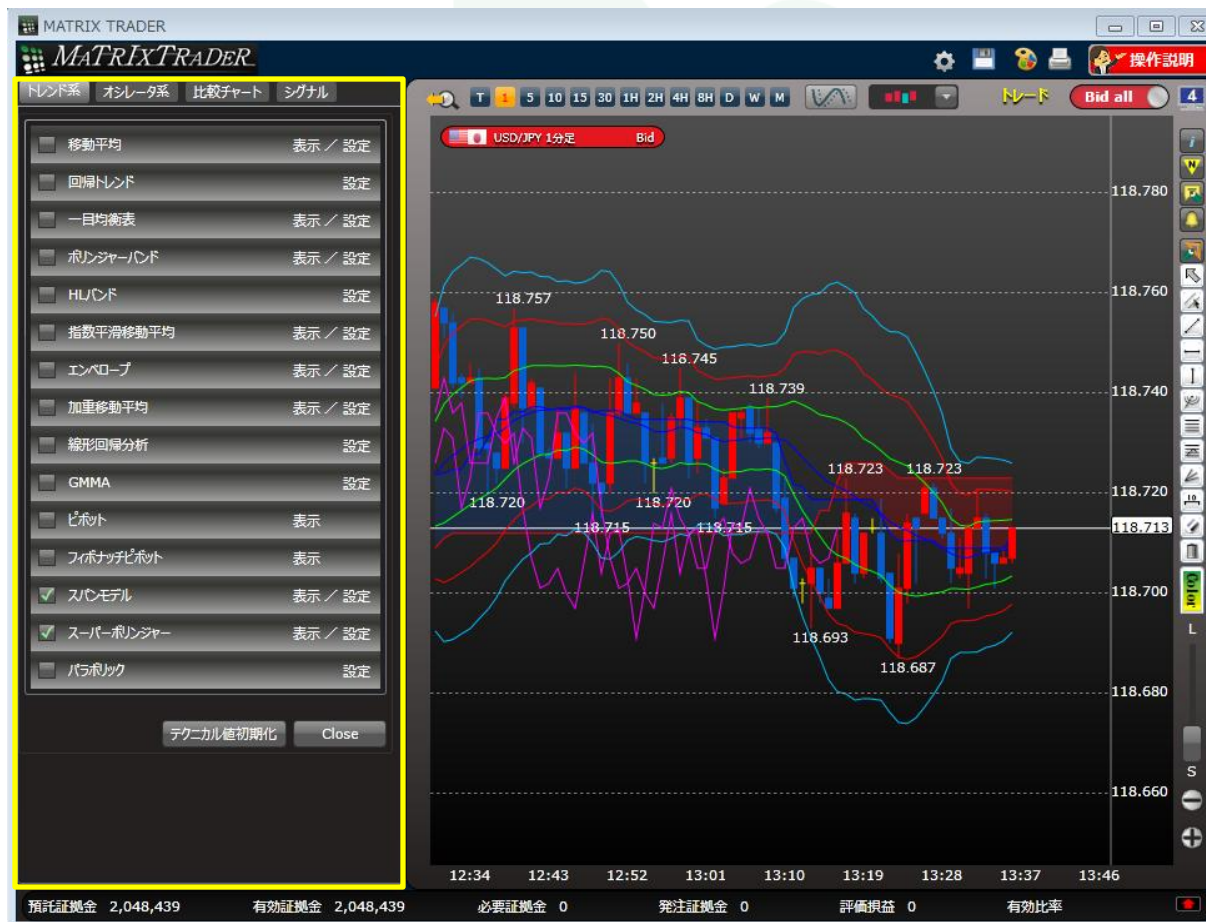 MATRIX TRADER
MATRIXTRADER
操作説明
トレンド系 オシレータ系 比較チャート シグナル
移動平均 表示 / 設定
回帰トレンド 設定
一目均衡表 表示 / 設定
ボリンジャーバンド 表示 / 設定
HLバンド 設定
指数平滑移動平均 表示 / 設定
エンベロープ 表示 / 設定
加重移動平均 表示 / 設定
線形回帰分析 設定
GMMA 設定
ピボット 表示
フィボナッチピボット 表示
スパンモデル 表示 / 設定
スーパーボリンジャー 表示 / 設定
パラボリック 設定
テクニカル値初期化 Close
T 1 5 10 15 30 1H 2H 4H 8H D W M トレード Bid all 4
USD/JPY 1分足 Bid
118.780
118.760
118.740
118.720
118.713
118.700
118.680
118.660
118.757
118.750
118.745
118.739
118.723 118.723
118.720 118.720
118.715 118.715
118.693
118.687
12:34 12:43 12:52 13:01 13:10 13:19 13:28 13:37 13:46
i
N
10
Color
L
S
預託証拠金 2,048,439 有効証拠金 2,048,439 必要証拠金 0 発注証拠金 0 評価損益 0 有効比率